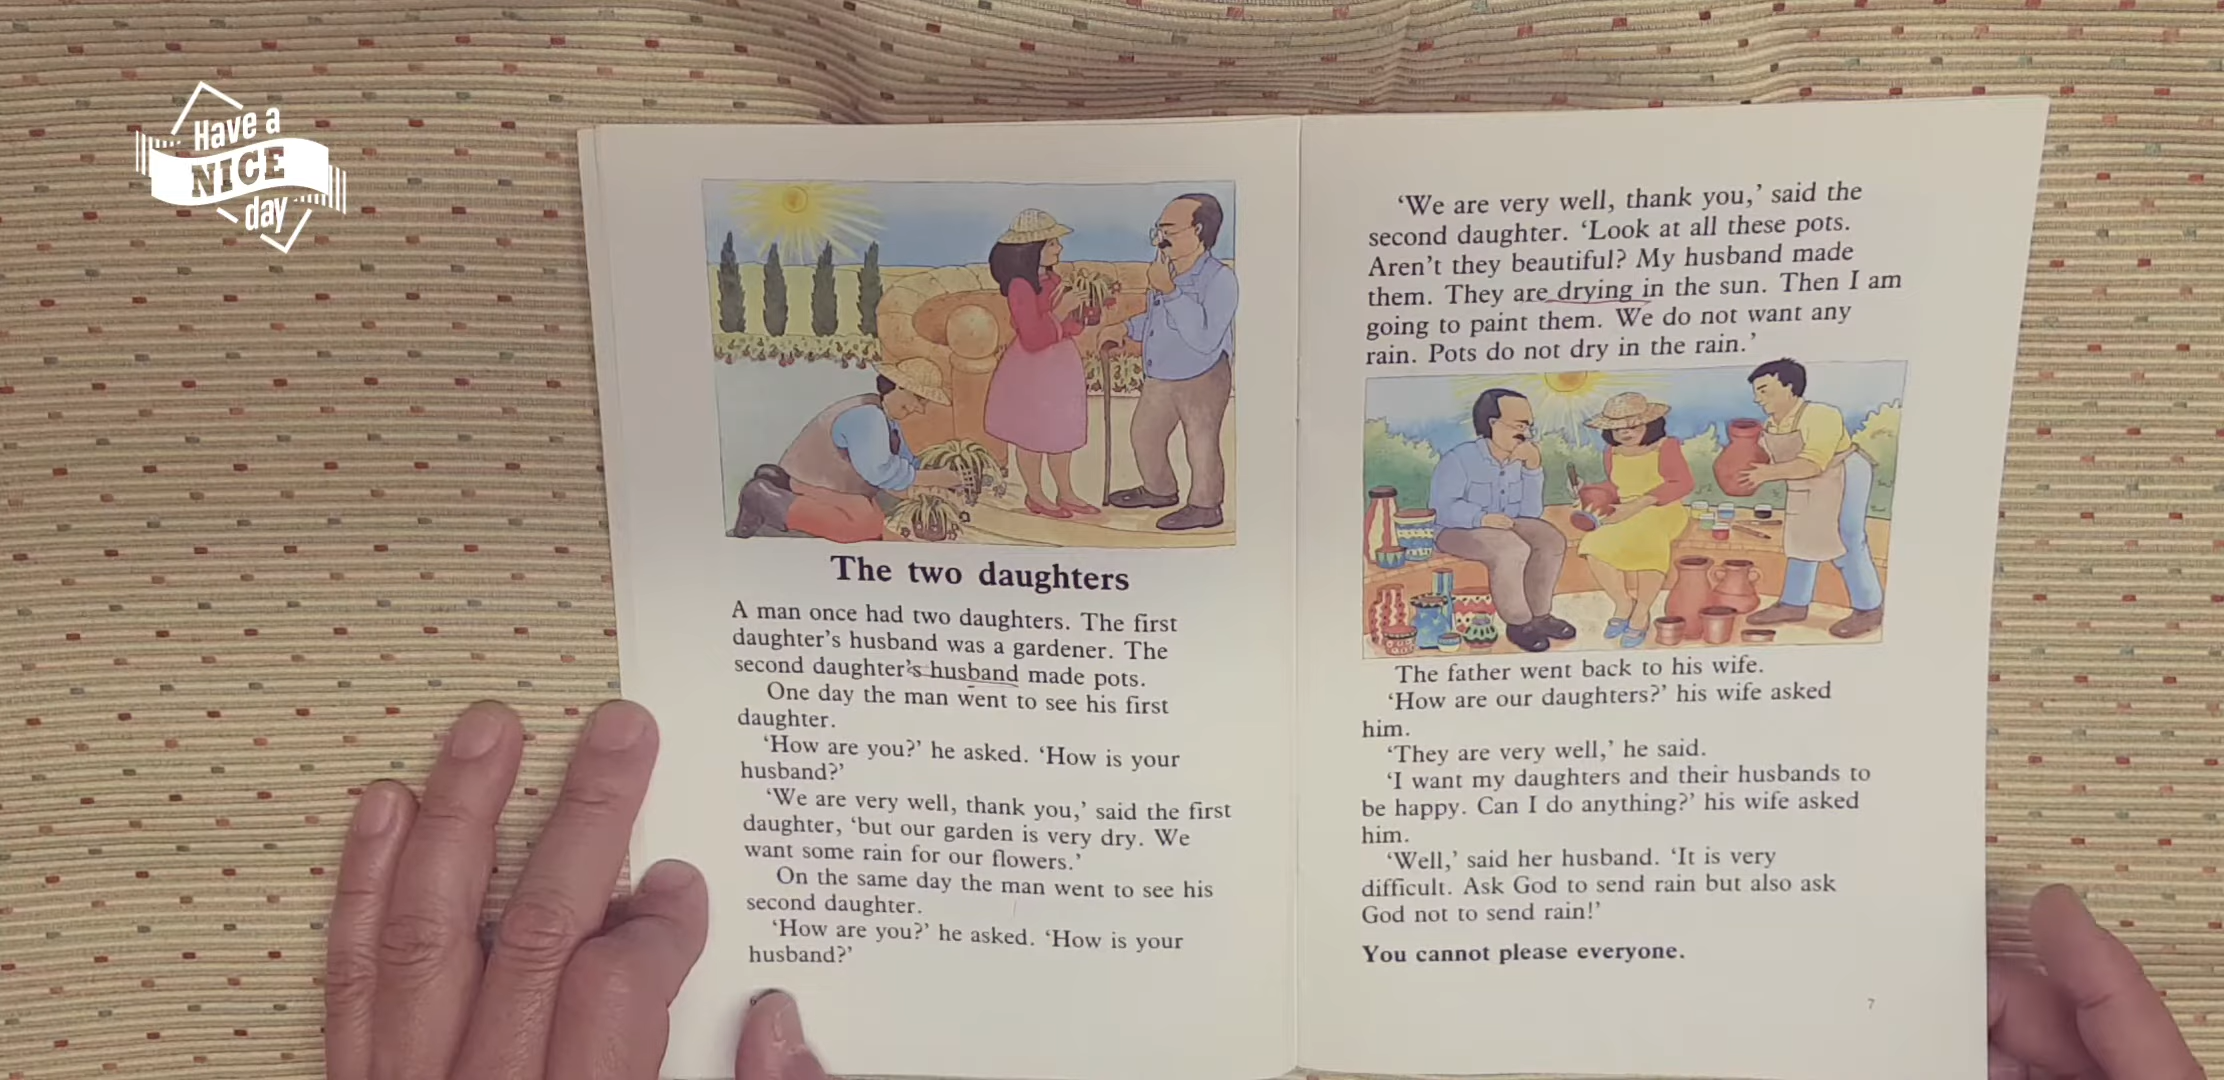 Have a
NICE
day
The two daughters
A man once had two daughters. The first
daughter's husband was a gardener. The
second daughter's husband made pots.
One day the man went to see his first
daughter.
‘How are you?’ he asked. ‘How is your
husband?’
‘We are very well, thank you,’ said the first
daughter, ‘but our garden is very dry. We
want some rain for our flowers.’
On the same day the man went to see his
second daughter.
‘How are you?’ he asked. ‘How is your
husband?’
‘We are very well, thank you,’ said the
second daughter. ‘Look at all these pots.
Aren't they beautiful? My husband made
them. They are drying in the sun. Then I am
going to paint them. We do not want any
rain. Pots do not dry in the rain.’
The father went back to his wife.
‘How are our daughters?’ his wife asked
him.
‘They are very well,’ he said.
‘I want my daughters and their husbands to
be happy. Can I do anything?’ his wife asked
him.
‘Well,’ said her husband. ‘It is very
difficult. Ask God to send rain but also ask
God not to send rain!’
You cannot please everyone.
7